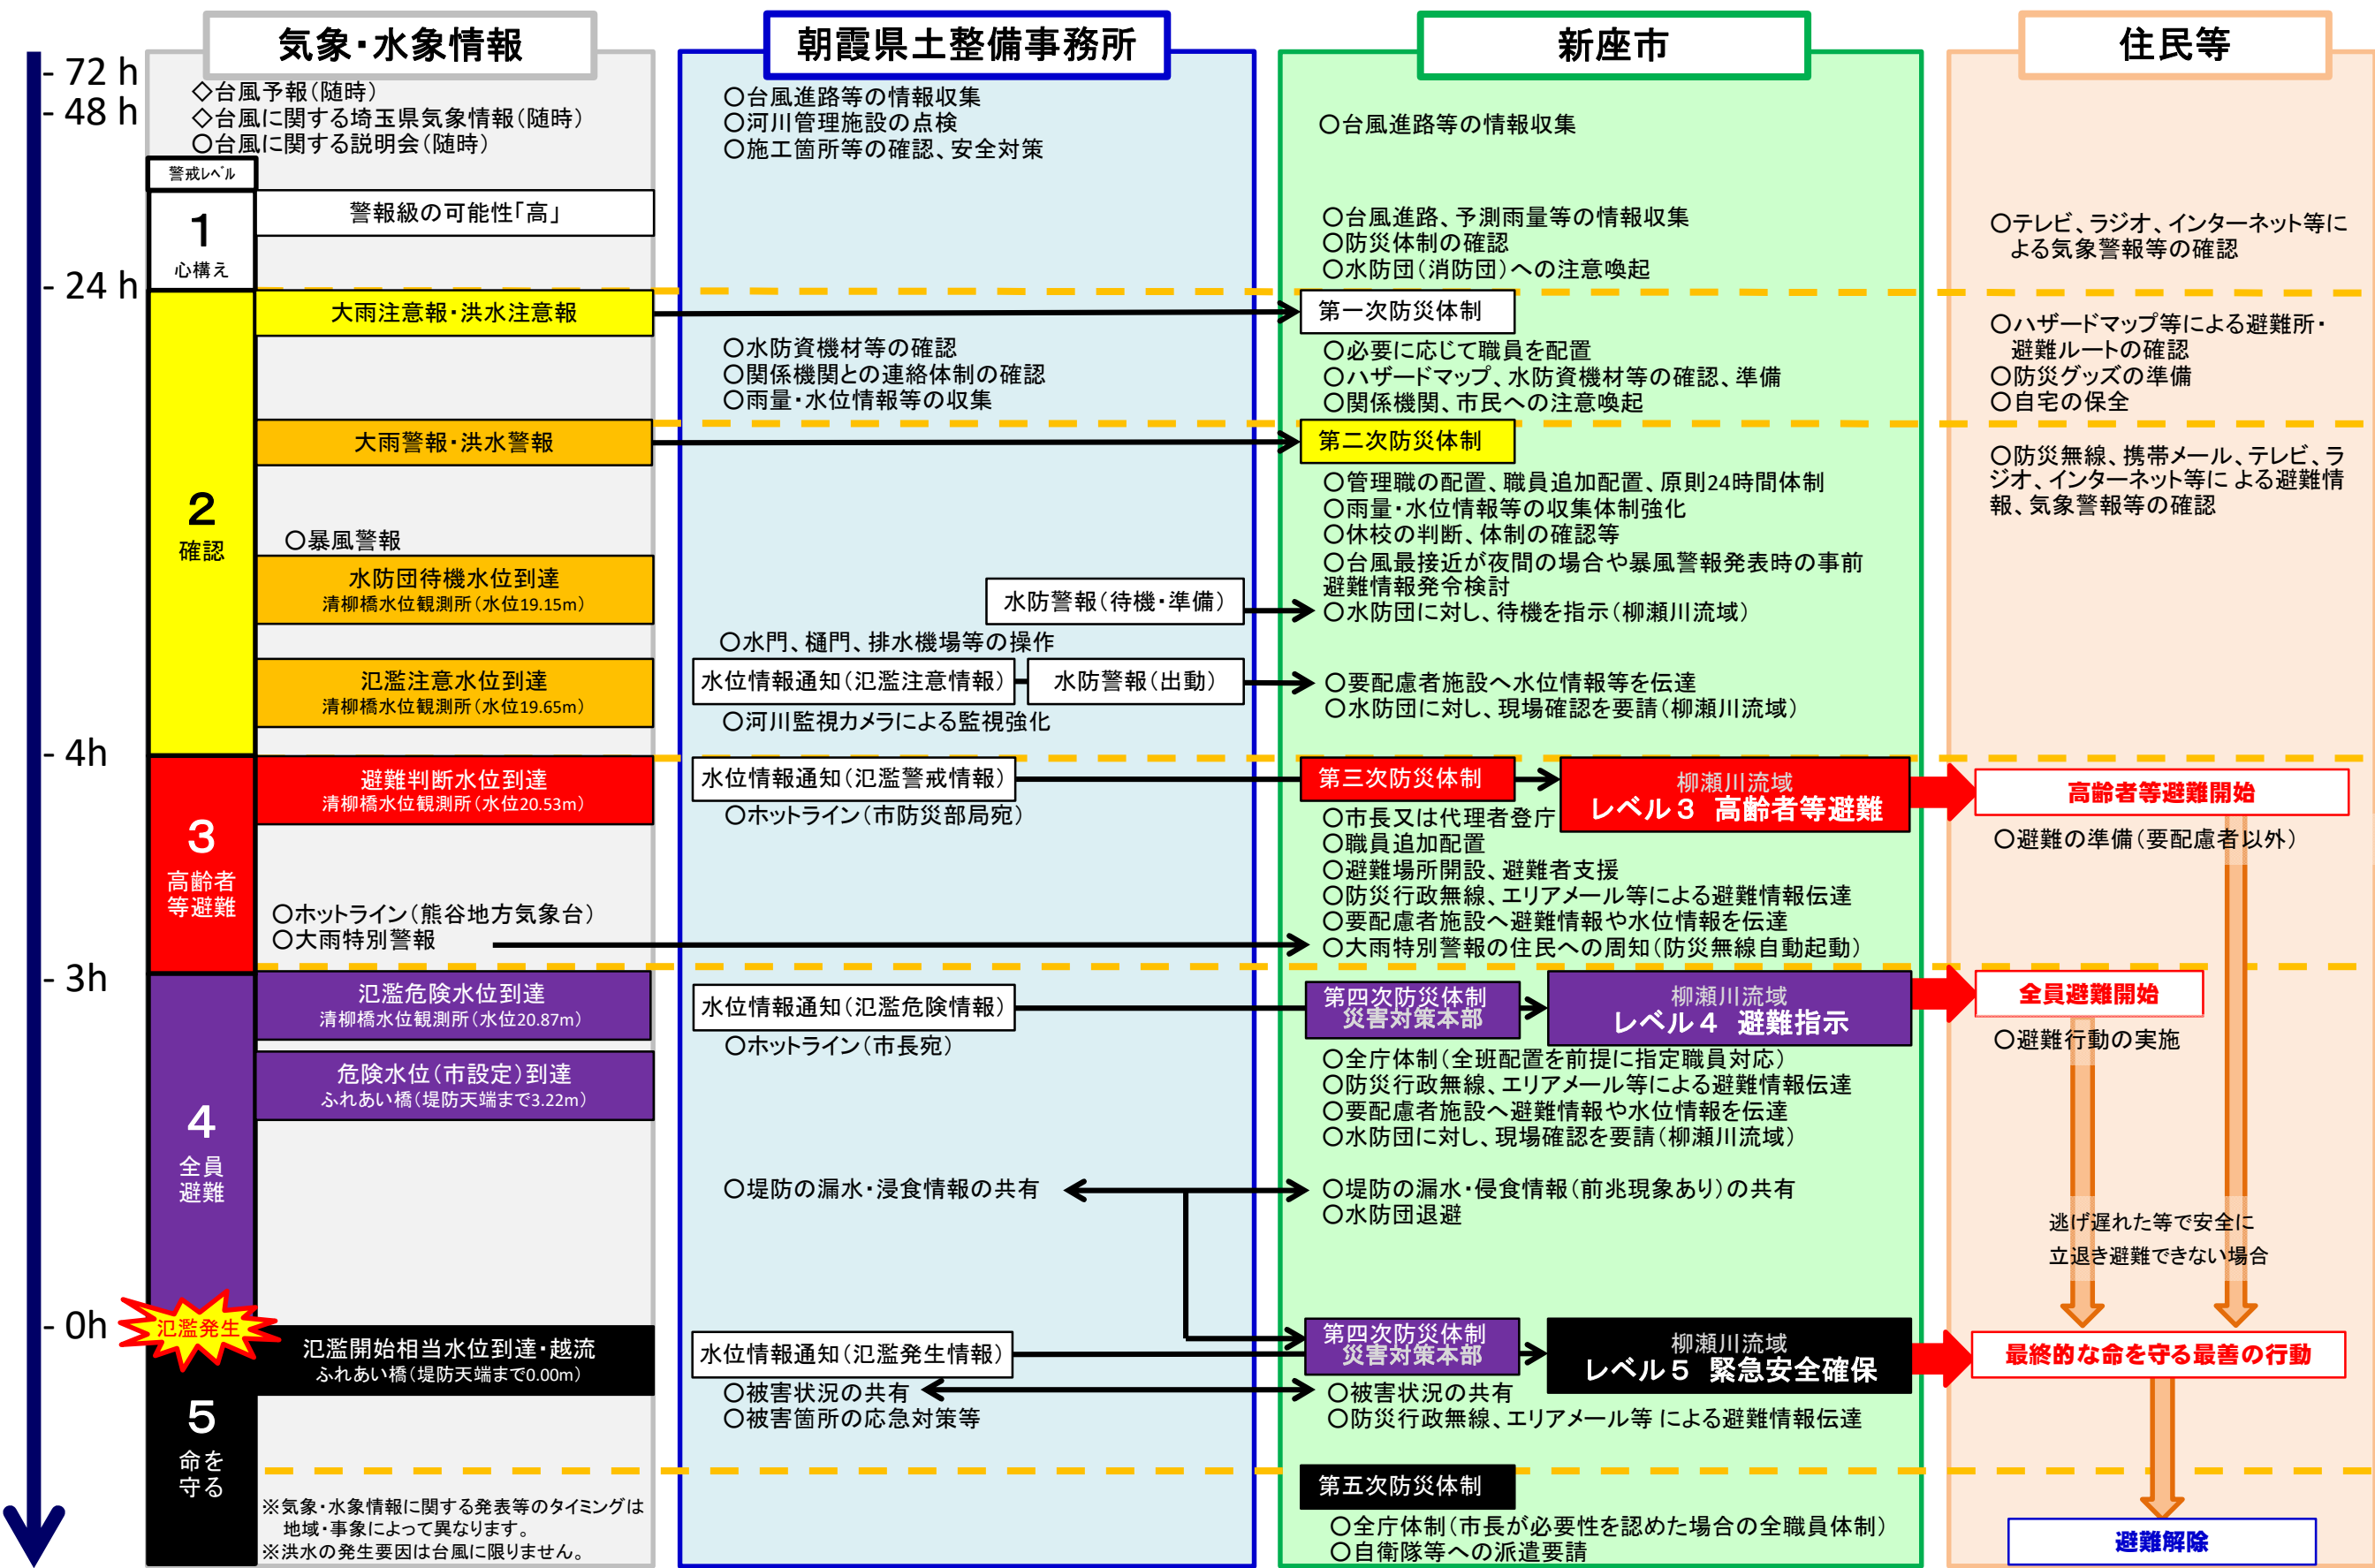 気象・水象情報
朝霞県土整備事務所
新座市
住民等
- 72 h
- 48 h
- 24 h
- 4h
- 3h
- 0h
◇台風予報(随時)
◇台風に関する埼玉県気象情報(随時)
○台風に関する説明会(随時)
警戒レベル
1
心構え
警報級の可能性「高」
2
確認
大雨注意報・洪水注意報
大雨警報・洪水警報
○暴風警報
水防団待機水位到達
清柳橋水位観測所(水位19.15m)
氾濫注意水位到達
清柳橋水位観測所(水位19.65m)
3
高齢者
等避難
避難判断水位到達
清柳橋水位観測所(水位20.53m)
○ホットライン(熊谷地方気象台)
○大雨特別警報
4
全員
避難
氾濫危険水位到達
清柳橋水位観測所(水位20.87m)
危険水位(市設定)到達
ふれあい橋(堤防天端まで3.22m)
氾濫発生
5
命を
守る
氾濫開始相当水位到達・越流
ふれあい橋(堤防天端まで0.00m)
※気象・水象情報に関する発表等のタイミングは
地域・事象によって異なります。
※洪水の発生要因は台風に限りません。
○台風進路等の情報収集
○河川管理施設の点検
○施工箇所等の確認、安全対策
○水防資機材等の確認
○関係機関との連絡体制の確認
○雨量・水位情報等の収集
水防警報(待機・準備)
○水門、樋門、排水機場等の操作
水位情報通知(氾濫注意情報)
水防警報(出動)
○河川監視カメラによる監視強化
水位情報通知(氾濫警戒情報)
○ホットライン(市防災部局宛)
水位情報通知(氾濫危険情報)
○ホットライン(市長宛)
○堤防の漏水・浸食情報の共有
水位情報通知(氾濫発生情報)
○被害状況の共有
○被害箇所の応急対策等
○台風進路等の情報収集
○台風進路、予測雨量等の情報収集
○防災体制の確認
○水防団(消防団)への注意喚起
第一次防災体制
○必要に応じて職員を配置
○ハザードマップ、水防資機材等の確認、準備
○関係機関、市民への注意喚起
第二次防災体制
○管理職の配置、職員追加配置、原則24時間体制
○雨量・水位情報等の収集体制強化
○休校の判断、体制の確認等
○台風最接近が夜間の場合や暴風警報発表時の事前
避難情報発令検討
○水防団に対し、待機を指示(柳瀬川流域)
○要配慮者施設へ水位情報等を伝達
○水防団に対し、現場確認を要請(柳瀬川流域)
第三次防災体制
柳瀬川流域
レベル3 高齢者等避難
○市長又は代理者登庁
○職員追加配置
○避難場所開設、避難者支援
○防災行政無線、エリアメール等による避難情報伝達
○要配慮者施設へ避難情報や水位情報を伝達
○大雨特別警報の住民への周知(防災無線自動起動)
第四次防災体制
災害対策本部
柳瀬川流域
レベル4 避難指示
○全庁体制(全班配置を前提に指定職員対応)
○防災行政無線、エリアメール等による避難情報伝達
○要配慮者施設へ避難情報や水位情報を伝達
○水防団に対し、現場確認を要請(柳瀬川流域)
○堤防の漏水・侵食情報(前兆現象あり)の共有
○水防団退避
第四次防災体制
災害対策本部
柳瀬川流域
レベル5 緊急安全確保
○被害状況の共有
○防災行政無線、エリアメール等 による避難情報伝達
第五次防災体制
○全庁体制(市長が必要性を認めた場合の全職員体制)
○自衛隊等への派遣要請
○テレビ、ラジオ、インターネット等に
よる気象警報等の確認
○ハザードマップ等による避難所・
避難ルートの確認
○防災グッズの準備
○自宅の保全
○防災無線、携帯メール、テレビ、ラ
ジオ、インターネット等に よる避難情
報、気象警報等の確認
高齢者等避難開始
○避難の準備(要配慮者以外)
全員避難開始
○避難行動の実施
逃げ遅れた等で安全に
立退き避難できない場合
最終的な命を守る最善の行動
避難解除